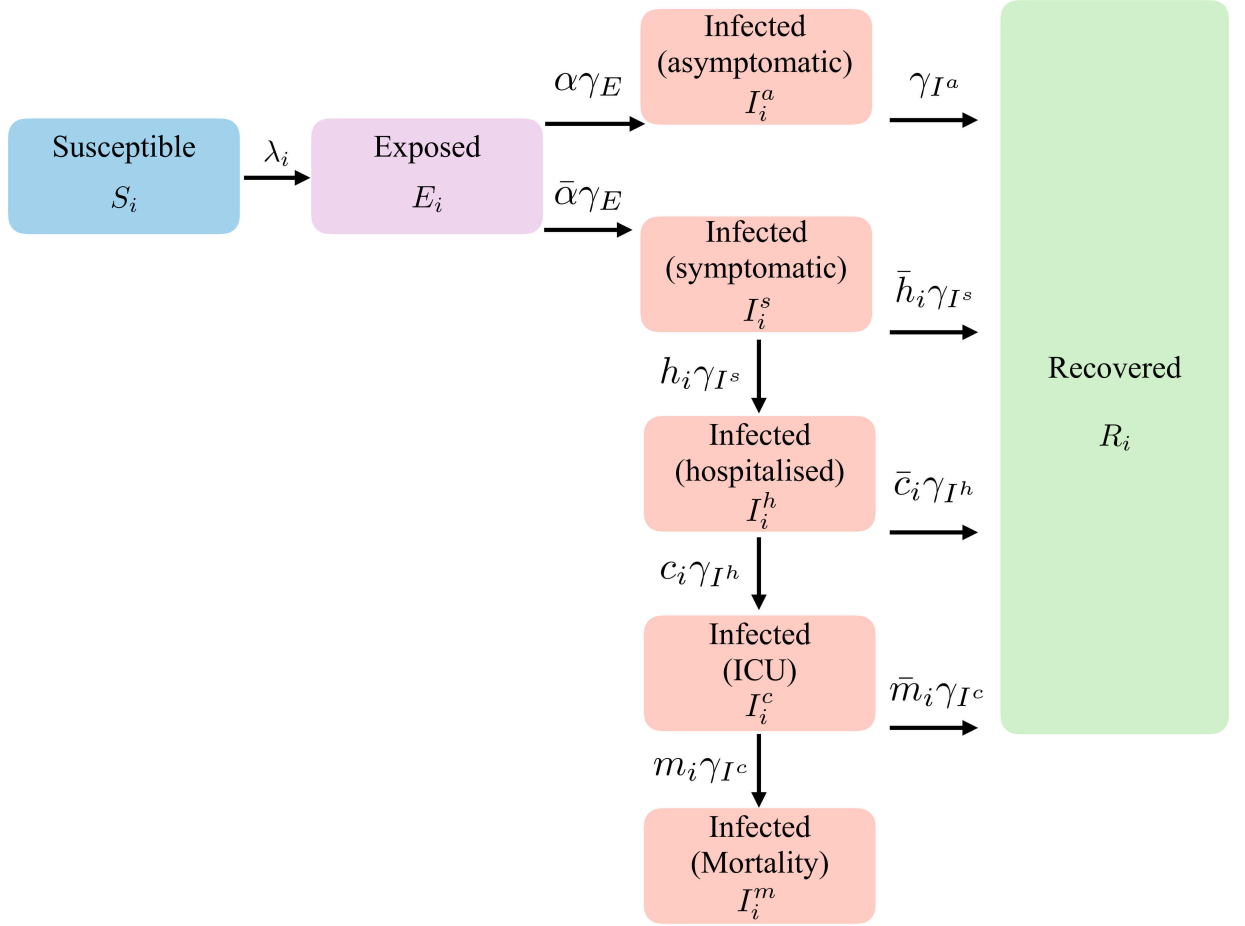 Susceptible
S_i
λ_i
Exposed
E_i
αγ_E
ᾱγ_E
Infected
(asymptomatic)
I_i^a
γ_{I^a}
Infected
(symptomatic)
I_i^s
h̄_iγ_{I^s}
h_iγ_{I^s}
Infected
(hospitalised)
I_i^h
c̄_iγ_{I^h}
c_iγ_{I^h}
Infected
(ICU)
I_i^c
m̄_iγ_{I^c}
m_iγ_{I^c}
Infected
(Mortality)
I_i^m
Recovered
R_i